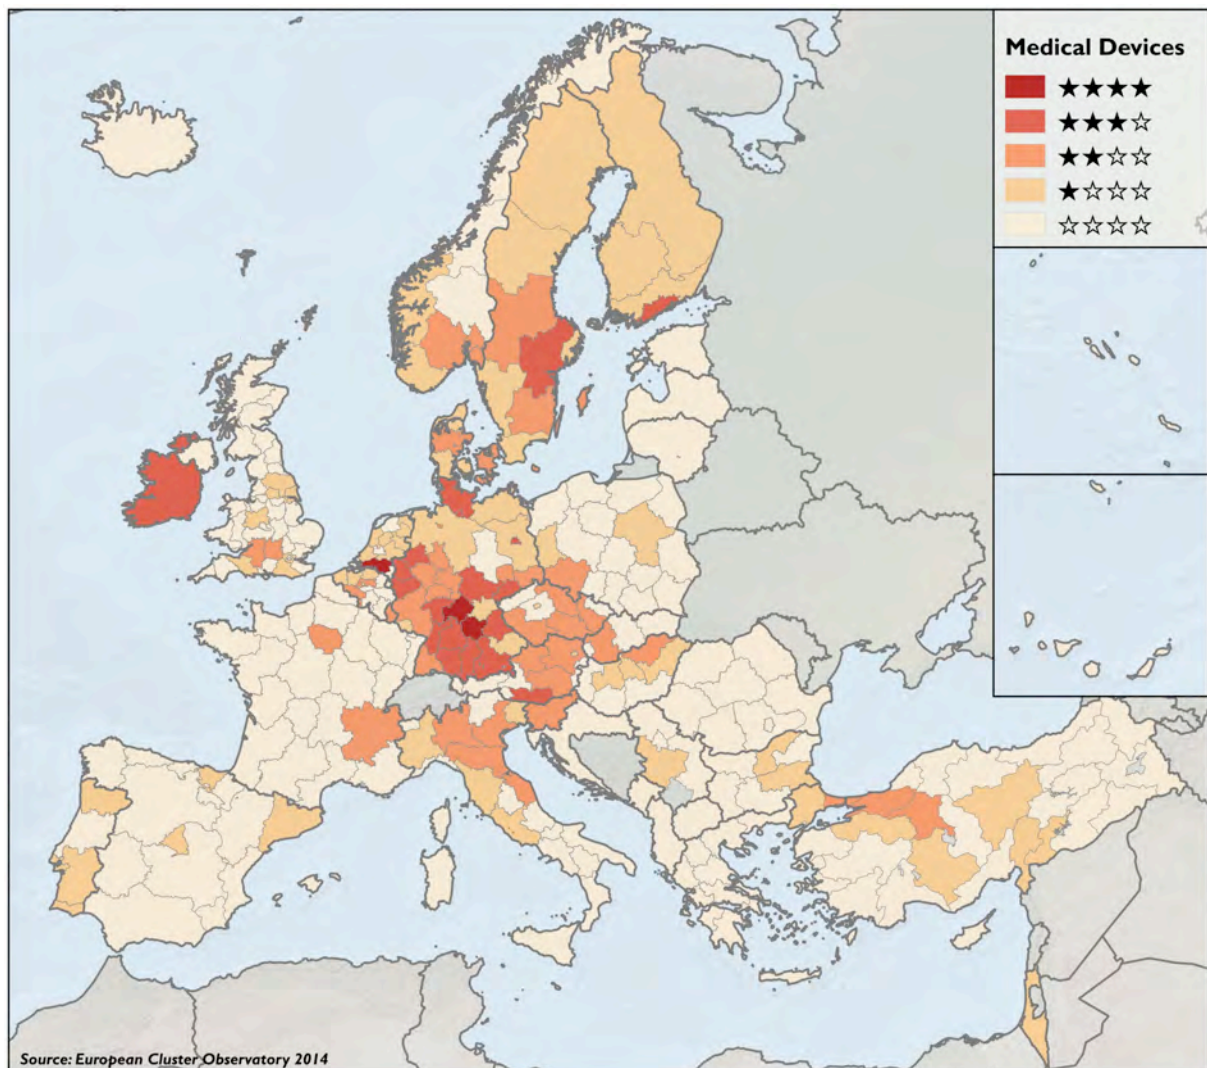 Medical Devices
★★★★
★★★☆
★★☆☆
★☆☆☆
☆☆☆☆
Source: European Cluster Observatory 2014